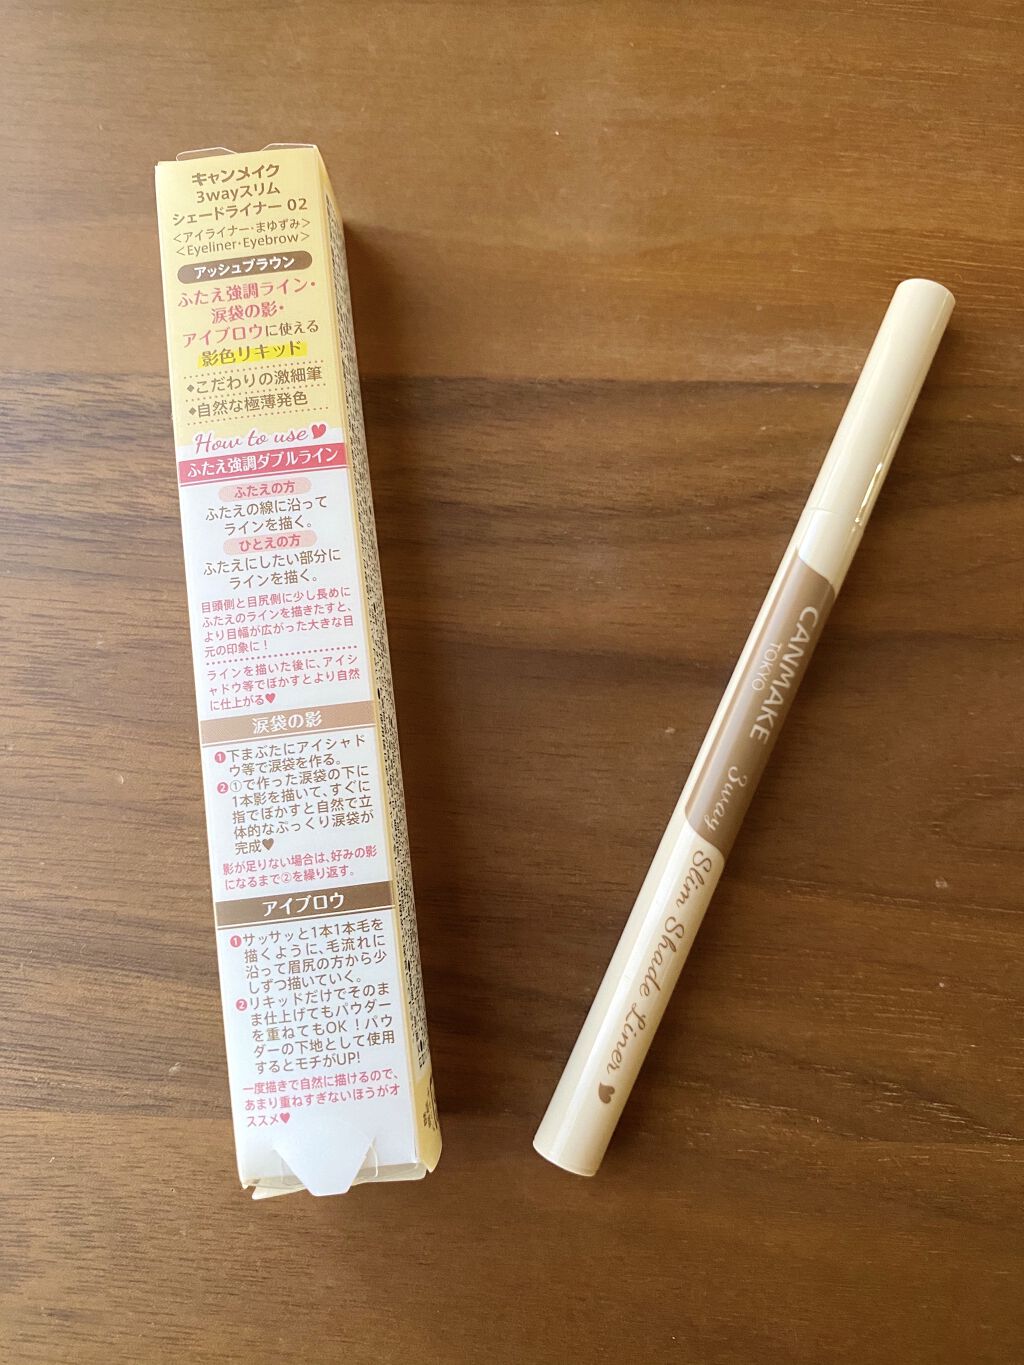 キャンメイク
3wayスリム
シェードライナー 02
<アイライナー・まゆずみ>
<Eyeliner・Eyebrow>
アッシュブラウン
ふたえ強調ライン・
涙袋の影・
アイブロウに使える
影色リキッド
◆こだわりの激細筆
◆自然な極薄発色
How to use♥
ふたえ強調ダブルライン
ふたえの方
ふたえの線に沿って
ラインを描く。
ひとえの方
ふたえにしたい部分に
ラインを描く。
目頭側と目尻側に少し長めに
ふたえのラインを描きたすと、
より目幅が広がった大きな目
元の印象に!
ラインを描いた後に、アイシ
ャドウ等でぼかすとより自然
に仕上がる♥
涙袋の影
❶下まぶたにアイシャド
ウ等で涙袋を作る。
❷①で作った涙袋の下に
1本影を描いて、すぐに
指でぼかすと自然で立
体的なぷっくり涙袋が
完成♥
影が足りない場合は、好みの影
になるまで②を繰り返す。
アイブロウ
❶サッサッと1本1本毛を
描くように、毛流れに
沿って眉尻の方から少
しずつ描いていく。
❷リキッドだけでそのま
ま仕上げてもパウダー
を重ねてもOK!パウ
ダーの下地として使用
するとモチがUP!
一度描きで自然に描けるので、
あまり重ねすぎないほうがオ
ススメ♥
CANMAKE
TOKYO
3way Slim Shade Liner ♥